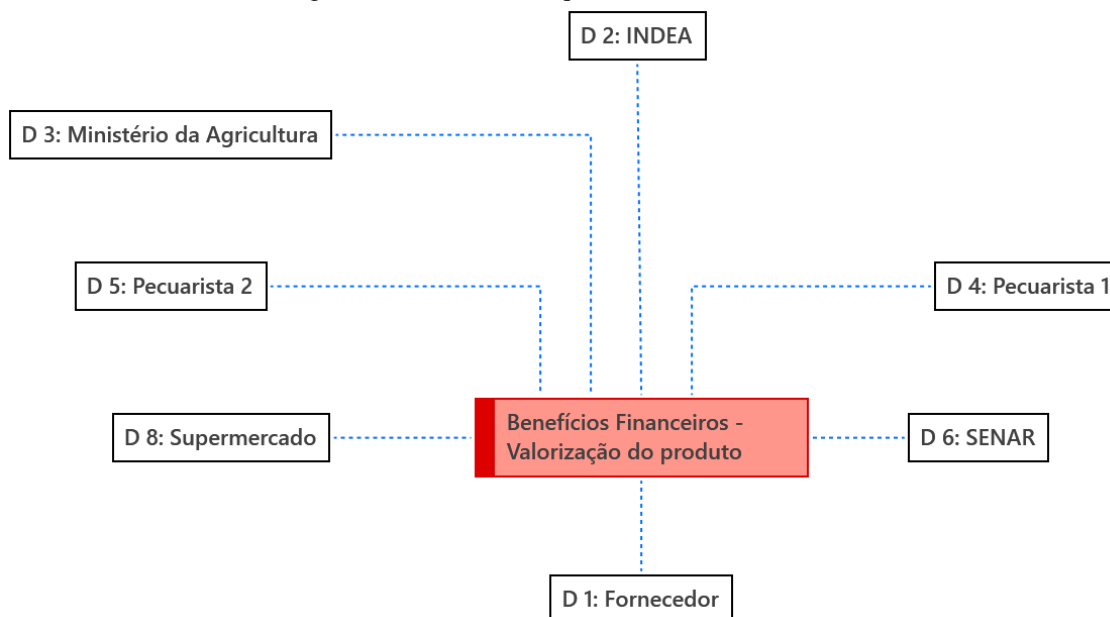 D 2: INDEA
D 3: Ministério da Agricultura
D 5: Pecuarista 2
D 4: Pecuarista 1
Benefícios Financeiros -
Valorização do produto
D 8: Supermercado
D 6: SENAR
D 1: Fornecedor